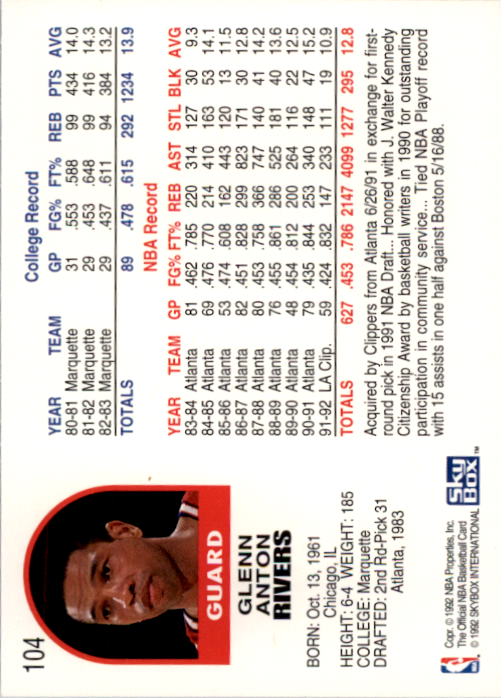 104
GUARD
GLENN
ANTON
RIVERS
BORN: Oct. 13, 1961
Chicago, IL
HEIGHT: 6-4 WEIGHT: 185
COLLEGE: Marquette
DRAFTED: 2nd Rd-Pick 31
Atlanta, 1983
Copr. © 1992 NBA Properties, Inc.
The Official NBA Basketball Card
© 1992 SKYBOX INTERNATIONAL
NBA
SkyBox™
College Record
YEAR TEAM GP FG% FT% REB PTS AVG
80-81 Marquette 31 .553 .588 99 434 14.0
81-82 Marquette 29 .453 .648 99 416 14.3
82-83 Marquette 29 .437 .611 94 384 13.2
TOTALS 89 .478 .615 292 1234 13.9
NBA Record
YEAR TEAM GP FG% FT% REB AST STL BLK AVG
83-84 Atlanta 81 .462 .785 220 314 127 30 9.3
84-85 Atlanta 69 .476 .770 214 410 163 53 14.1
85-86 Atlanta 53 .474 .608 162 443 120 13 11.5
86-87 Atlanta 82 .451 .828 299 823 171 30 12.8
87-88 Atlanta 80 .453 .758 366 747 140 41 14.2
88-89 Atlanta 76 .455 .861 286 525 181 40 13.6
89-90 Atlanta 48 .454 .812 200 264 116 22 12.5
90-91 Atlanta 79 .435 .844 253 340 148 47 15.2
91-92 LA Clip. 59 .424 .832 147 233 111 19 10.9
TOTALS 627 .453 .786 2147 4099 1277 295 12.8
Acquired by Clippers from Atlanta 6/26/91 in exchange for first-
round pick in 1991 NBA Draft... Honored with J. Walter Kennedy
Citizenship Award by basketball writers in 1990 for outstanding
participation in community service... Tied NBA Playoff record
with 15 assists in one half against Boston 5/16/88.